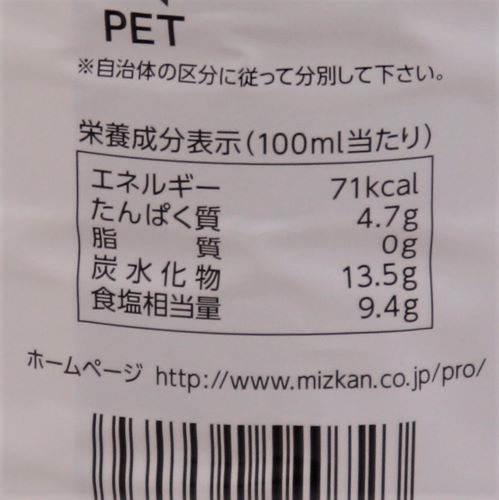 PET
※自治体の区分に従って分別して下さい。
栄養成分表示(100ml当たり)
エネルギー 71kcal
たんぱく質 4.7g
脂質 0g
炭水化物 13.5g
食塩相当量 9.4g
ホームページ http://www.mizkan.co.jp/pro/